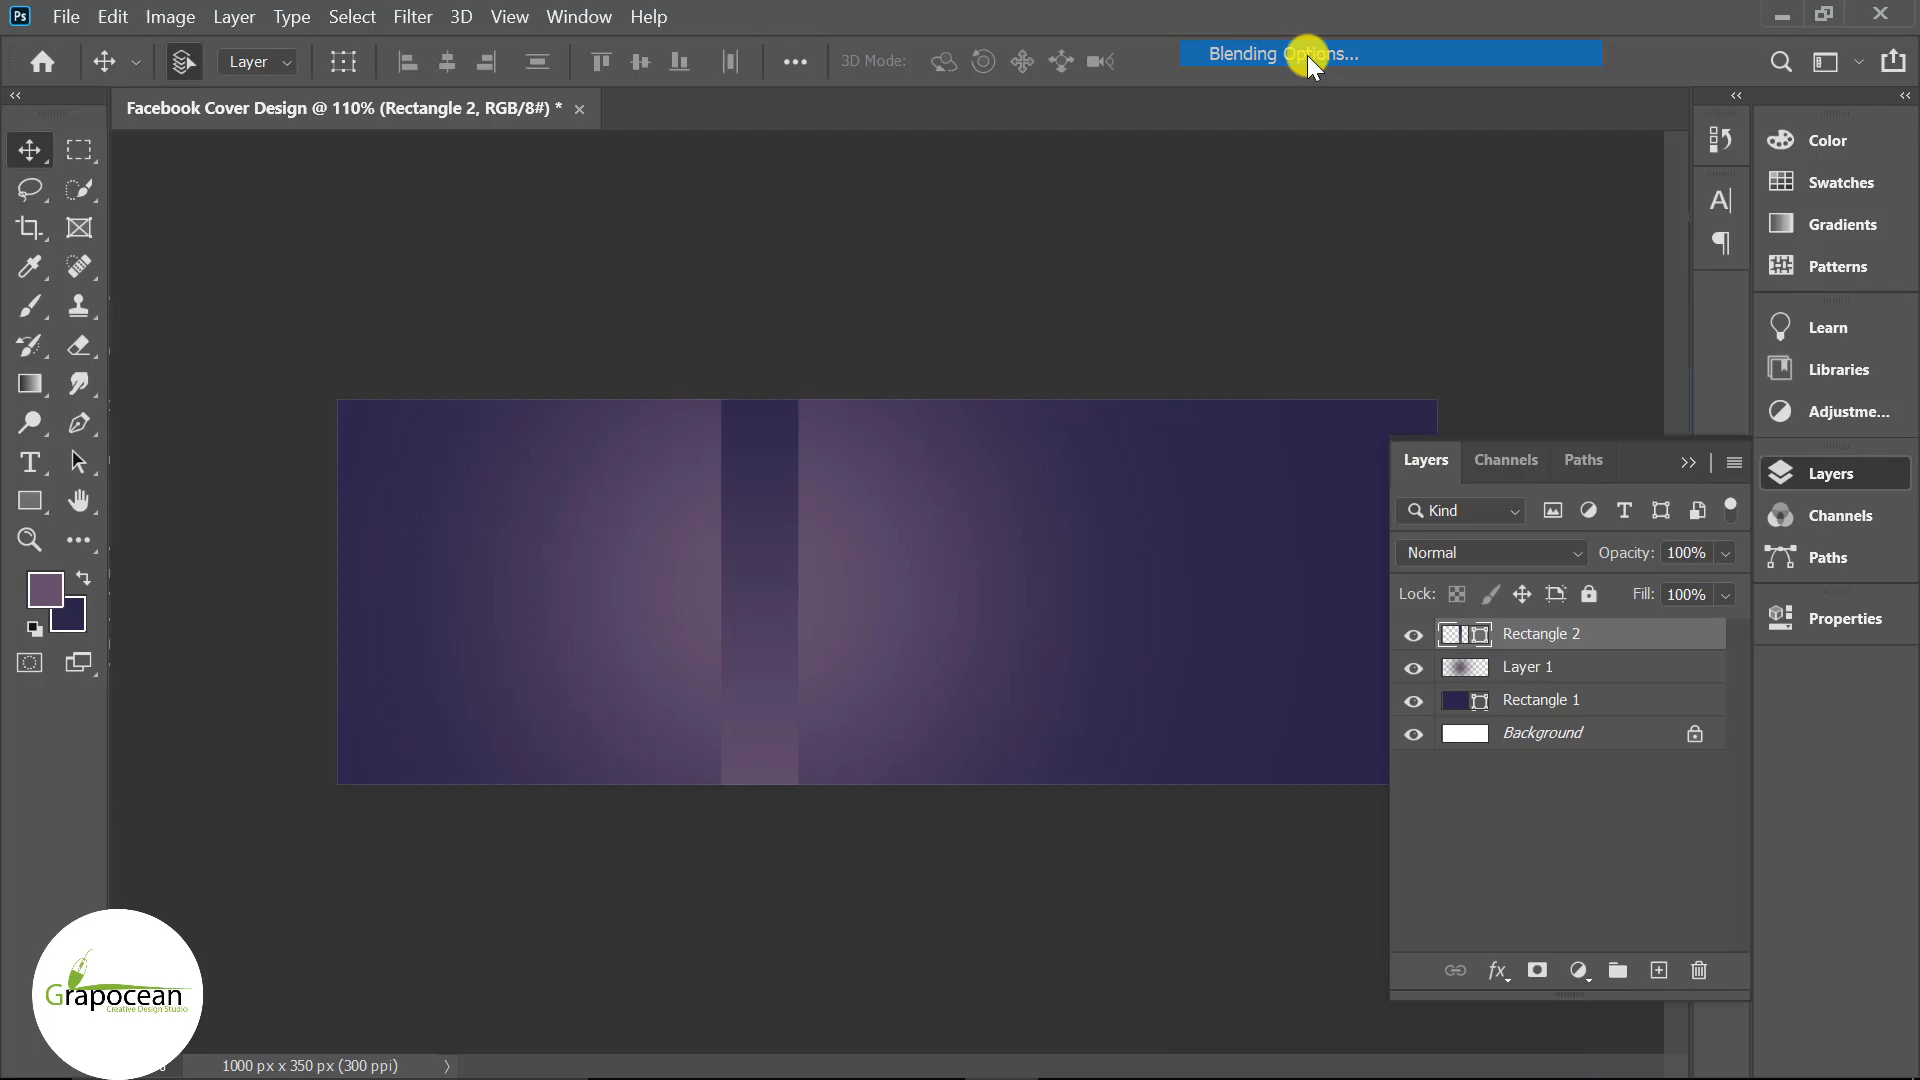 Ps File Edit Image Layer Type Select Filter 3D View Window Help
Layer 3D Mode: Blending Options...
Facebook Cover Design @ 110% (Rectangle 2, RGB/8#) *
Color
Swatches
Gradients
Patterns
Learn
Libraries
Adjustme...
Layers
Channels
Paths
Properties
Layers Channels Paths
Kind
Normal Opacity: 100%
Lock: Fill: 100%
Rectangle 2
Layer 1
Rectangle 1
Background
fx
Grapocean
Creative Design Studio
1000 px x 350 px (300 ppi)